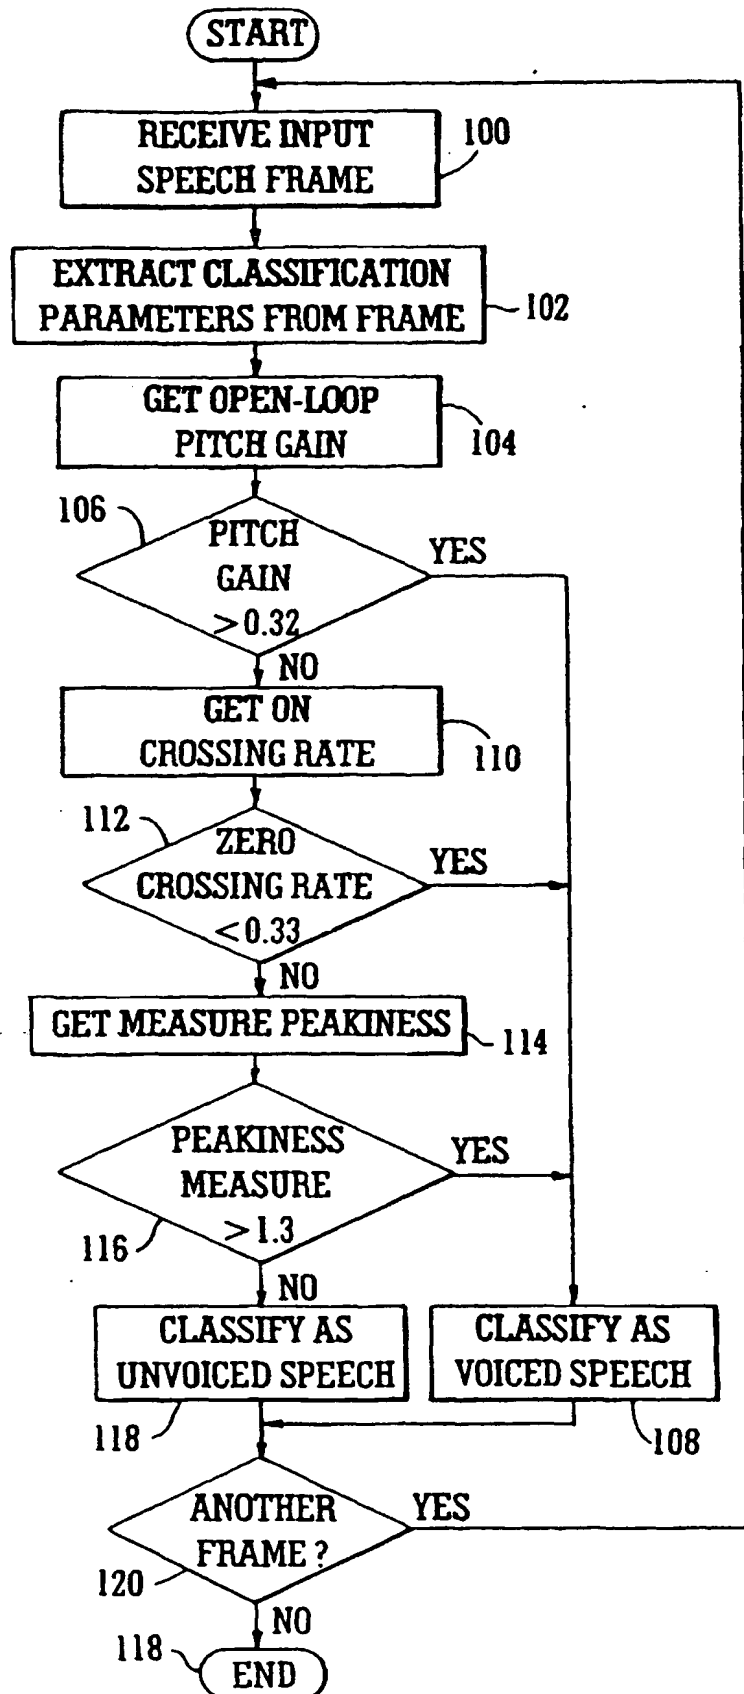 START
RECEIVE INPUT
SPEECH FRAME
100
EXTRACT CLASSIFICATION
PARAMETERS FROM FRAME
102
GET OPEN-LOOP
PITCH GAIN
104
106
PITCH
GAIN
> 0.32
YES
NO
GET ON
CROSSING RATE
110
112
ZERO
CROSSING RATE
< 0.33
YES
NO
GET MEASURE PEAKINESS
114
PEAKINESS
MEASURE
> 1.3
YES
116
NO
CLASSIFY AS
UNVOICED SPEECH
118
CLASSIFY AS
VOICED SPEECH
108
ANOTHER
FRAME ?
YES
120
NO
118
END